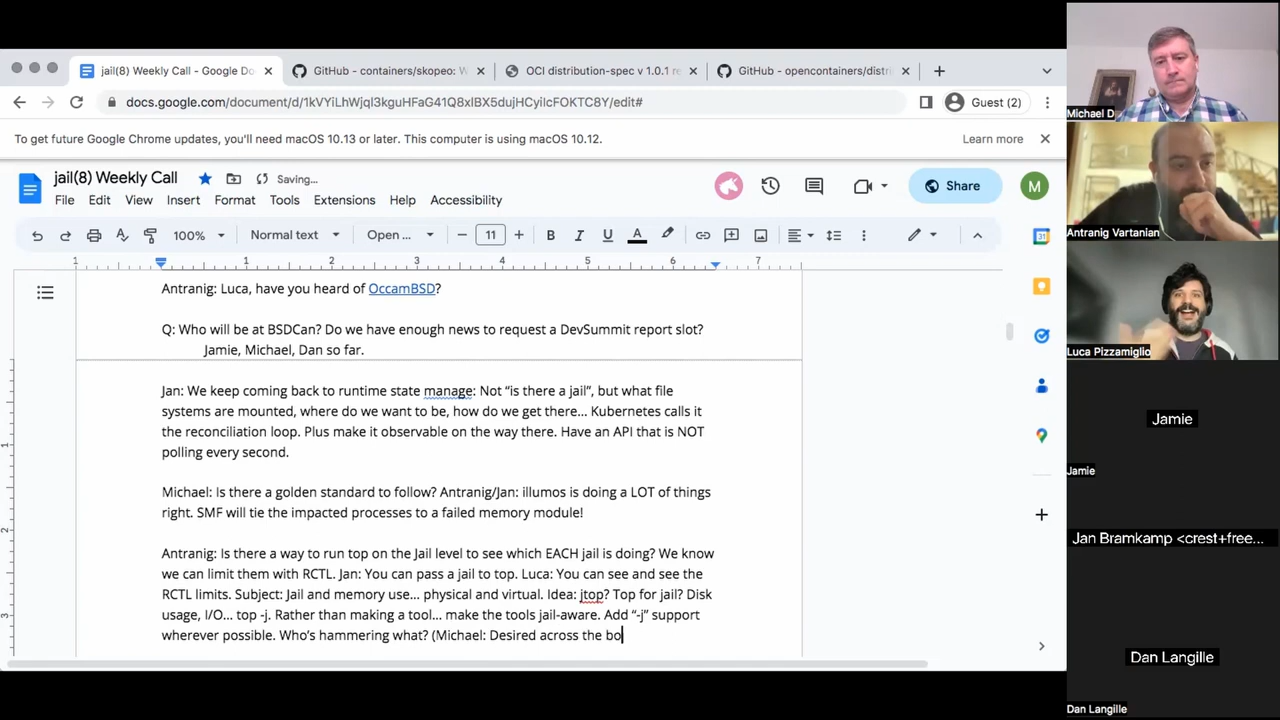 jail(8) Weekly Call - Google Do
GitHub - containers/skopeo: W
OCI distribution-spec v 1.0.1 re
GitHub - opencontainers/distri
docs.google.com/document/d/1kVYiLhWjqI3kguHFaG41Q8xIBX5dujHCyiIcFOKTC8Y/edit#
Guest (2)
To get future Google Chrome updates, you'll need macOS 10.13 or later. This computer is using macOS 10.12.
Learn more
jail(8) Weekly Call
Saving...
File Edit View Insert Format Tools Extensions Help Accessibility
Share
M
100% Normal text Open ... 11
B I U A
1 1 2 3 4 5 6 7
Antranig: Luca, have you heard of OccamBSD?
Q: Who will be at BSDCan? Do we have enough news to request a DevSummit report slot?
Jamie, Michael, Dan so far.
Jan: We keep coming back to runtime state manage: Not “is there a jail”, but what file
systems are mounted, where do we want to be, how do we get there... Kubernetes calls it
the reconciliation loop. Plus make it observable on the way there. Have an API that is NOT
polling every second.
Michael: Is there a golden standard to follow? Antranig/Jan: illumos is doing a LOT of things
right. SMF will tie the impacted processes to a failed memory module!
Antranig: Is there a way to run top on the Jail level to see which EACH jail is doing? We know
we can limit them with RCTL. Jan: You can pass a jail to top. Luca: You can see and see the
RCTL limits. Subject: Jail and memory use... physical and virtual. Idea: jtop? Top for jail? Disk
usage, I/O... top -j. Rather than making a tool... make the tools jail-aware. Add “-j” support
wherever possible. Who’s hammering what? (Michael: Desired across the bo
1
2
3
31
Michael D
Antranig Vartanian
Luca Pizzamiglio
Jamie
Jamie
Jan Bramkamp <crest+free...
Dan Langille
Dan Langille